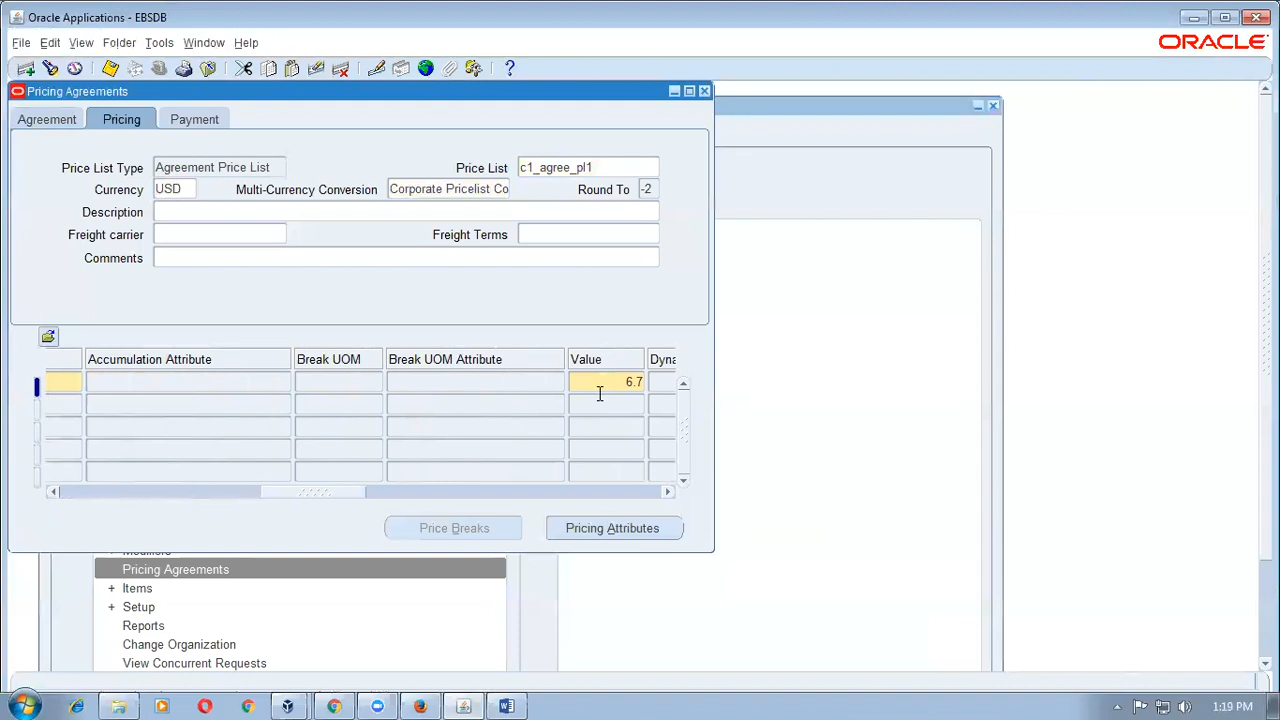 Oracle Applications - EBSDB
File Edit View Folder Tools Window Help
ORACLE
Pricing Agreements
Agreement Pricing Payment
Price List Type Agreement Price List Price List c1_agree_pl1
Currency USD Multi-Currency Conversion Corporate Pricelist Co Round To -2
Description
Freight carrier Freight Terms
Comments
Accumulation Attribute Break UOM Break UOM Attribute Value Dyna
6.7
Price Breaks Pricing Attributes
Modifiers
Pricing Agreements
+ Items
+ Setup
Reports
Change Organization
View Concurrent Requests
1:19 PM